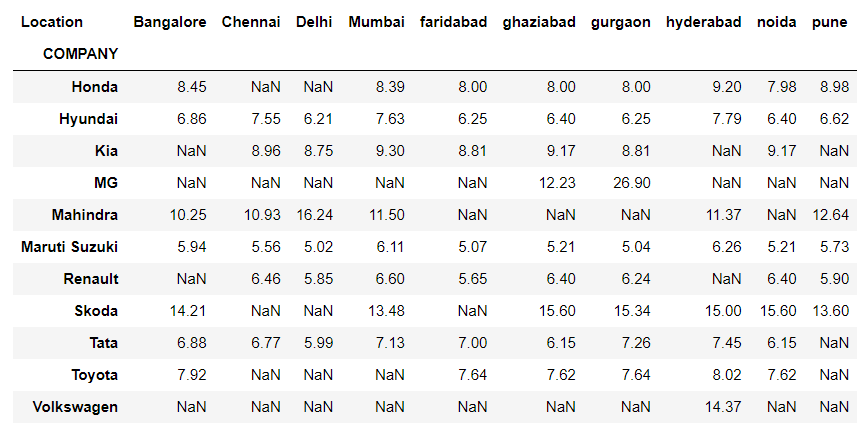 Location Bangalore Chennai Delhi Mumbai faridabad ghaziabad gurgaon hyderabad noida pune
COMPANY
Honda 8.45 NaN NaN 8.39 8.00 8.00 8.00 9.20 7.98 8.98
Hyundai 6.86 7.55 6.21 7.63 6.25 6.40 6.25 7.79 6.40 6.62
Kia NaN 8.96 8.75 9.30 8.81 9.17 8.81 NaN 9.17 NaN
MG NaN NaN NaN NaN NaN 12.23 26.90 NaN NaN NaN
Mahindra 10.25 10.93 16.24 11.50 NaN NaN NaN 11.37 NaN 12.64
Maruti Suzuki 5.94 5.56 5.02 6.11 5.07 5.21 5.04 6.26 5.21 5.73
Renault NaN 6.46 5.85 6.60 5.65 6.40 6.24 NaN 6.40 5.90
Skoda 14.21 NaN NaN 13.48 NaN 15.60 15.34 15.00 15.60 13.60
Tata 6.88 6.77 5.99 7.13 7.00 6.15 7.26 7.45 6.15 NaN
Toyota 7.92 NaN NaN NaN 7.64 7.62 7.64 8.02 7.62 NaN
Volkswagen NaN NaN NaN NaN NaN NaN NaN 14.37 NaN NaN